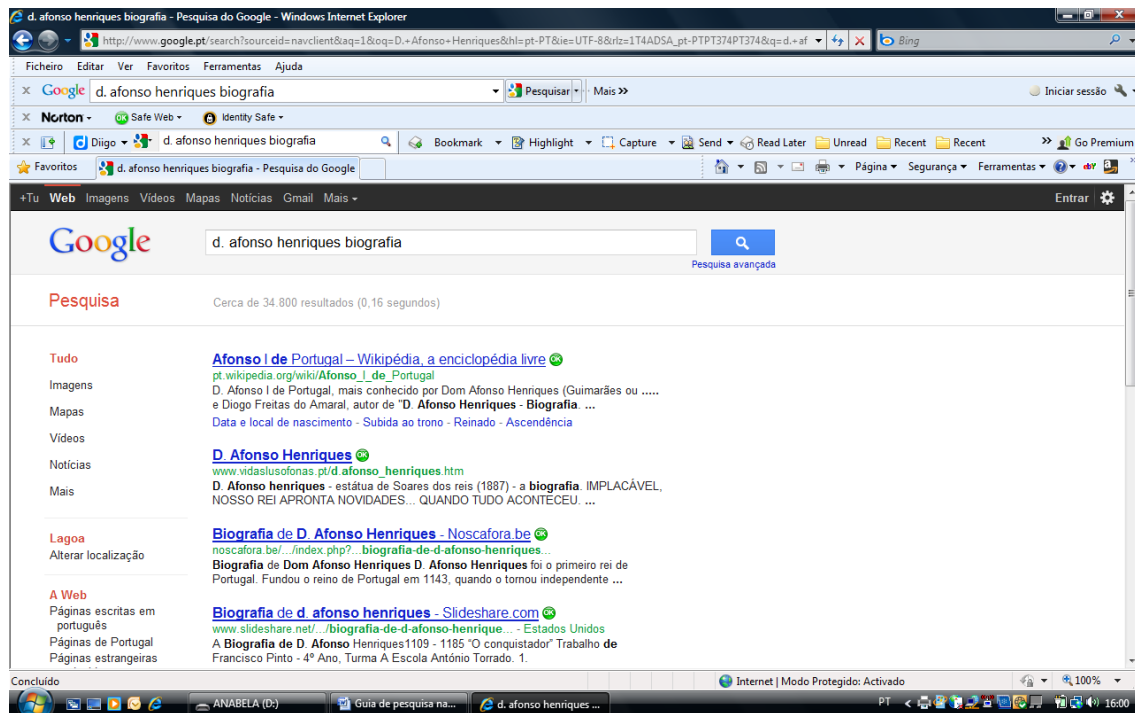 d. afonso henriques biografia - Pesquisa do Google - Windows Internet Explorer
http://www.google.pt/search?sourceid=navclient&aq=1&oq=D.+Afonso+Henriques&hl=pt-PT&ie=UTF-8&rlz=1T4ADSA_pt-PTPT374PT374&q=d.+af
Bing
Ficheiro Editar Ver Favoritos Ferramentas Ajuda
x Google d. afonso henriques biografia Pesquisar Mais >> Iniciar sessão
x Norton Safe Web Identity Safe
x Diigo d. afonso henriques biografia Bookmark Highlight Capture Send Read Later Unread Recent Recent >> Go Premium
Favoritos d. afonso henriques biografia - Pesquisa do Google Página Segurança Ferramentas
+Tu Web Imagens Vídeos Mapas Notícias Gmail Mais Entrar
Google d. afonso henriques biografia
Pesquisa avançada
Pesquisa Cerca de 34.800 resultados (0,16 segundos)
Tudo
Imagens
Mapas
Vídeos
Notícias
Mais
Lagoa
Alterar localização
A Web
Páginas escritas em
português
Páginas de Portugal
Páginas estrangeiras
Afonso I de Portugal – Wikipédia, a enciclopédia livre OK
pt.wikipedia.org/wiki/Afonso_I_de_Portugal
D. Afonso I de Portugal, mais conhecido por Dom Afonso Henriques (Guimarães ou .....
e Diogo Freitas do Amaral, autor de "D. Afonso Henriques - Biografia. ...
Data e local de nascimento - Subida ao trono - Reinado - Ascendência
D. Afonso Henriques OK
www.vidaslusofonas.pt/d.afonso_henriques.htm
D. Afonso henriques - estátua de Soares dos reis (1887) - a biografia. IMPLACÁVEL,
NOSSO REI APRONTA NOVIDADES... QUANDO TUDO ACONTECEU. ...
Biografia de D. Afonso Henriques - Noscafora.be OK
noscafora.be/.../index.php?...biografia-de-d-afonso-henriques...
Biografia de Dom Afonso Henriques D. Afonso Henriques foi o primeiro rei de
Portugal. Fundou o reino de Portugal em 1143, quando o tornou independente ...
Biografia de d. afonso henriques - Slideshare.com OK
www.slideshare.net/.../biografia-de-d-afonso-henrique... - Estados Unidos
A Biografia de D. Afonso Henriques1109 - 1185 “O conquistador” Trabalho de
Francisco Pinto - 4º Ano, Turma A Escola António Torrado. 1.
Concluído Internet | Modo Protegido: Activado 100%
ANABELA (D:) Guia de pesquisa na... d. afonso henriques ... PT 16:00